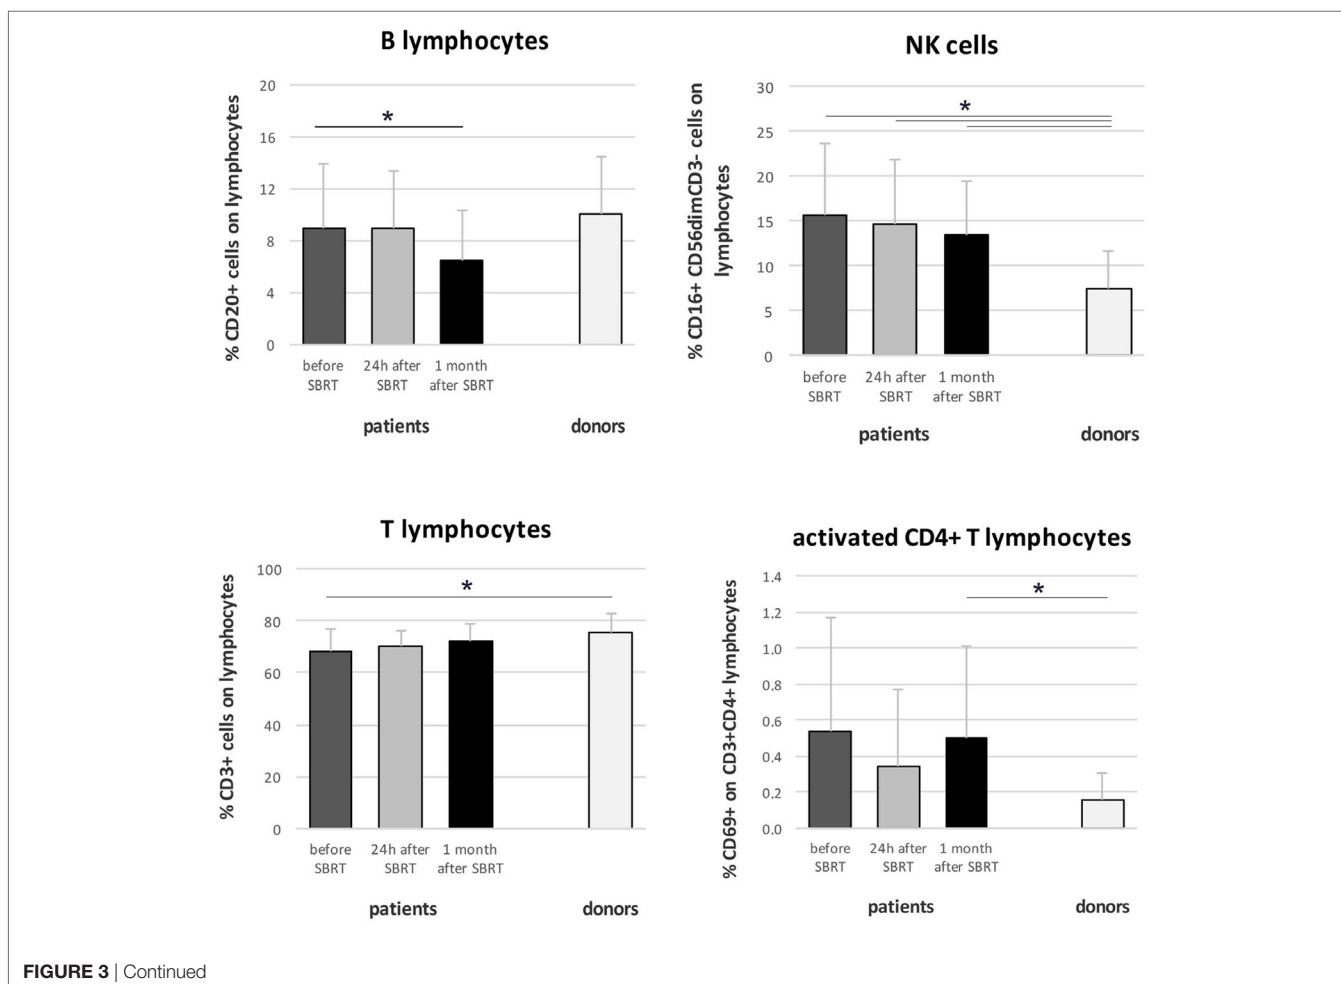 B lymphocytes
% CD20+ cells on lymphocytes
20
16
12
8
4
0
*
before SBRT
24h after SBRT
1 month after SBRT
patients
donors
NK cells
% CD16+ CD56dimCD3- cells on
lymphocytes
30
25
20
15
10
5
0
*
before SBRT
24h after SBRT
1 month after SBRT
patients
donors
T lymphocytes
% CD3+ cells on lymphocytes
100
80
60
40
20
0
*
before SBRT
24h after SBRT
1 month after SBRT
patients
donors
activated CD4+ T lymphocytes
% CD69+ on CD3+CD4+ lymphocytes
1.4
1.2
1.0
0.8
0.6
0.4
0.2
0.0
*
before SBRT
24h after SBRT
1 month after SBRT
patients
donors
FIGURE 3 | Continued